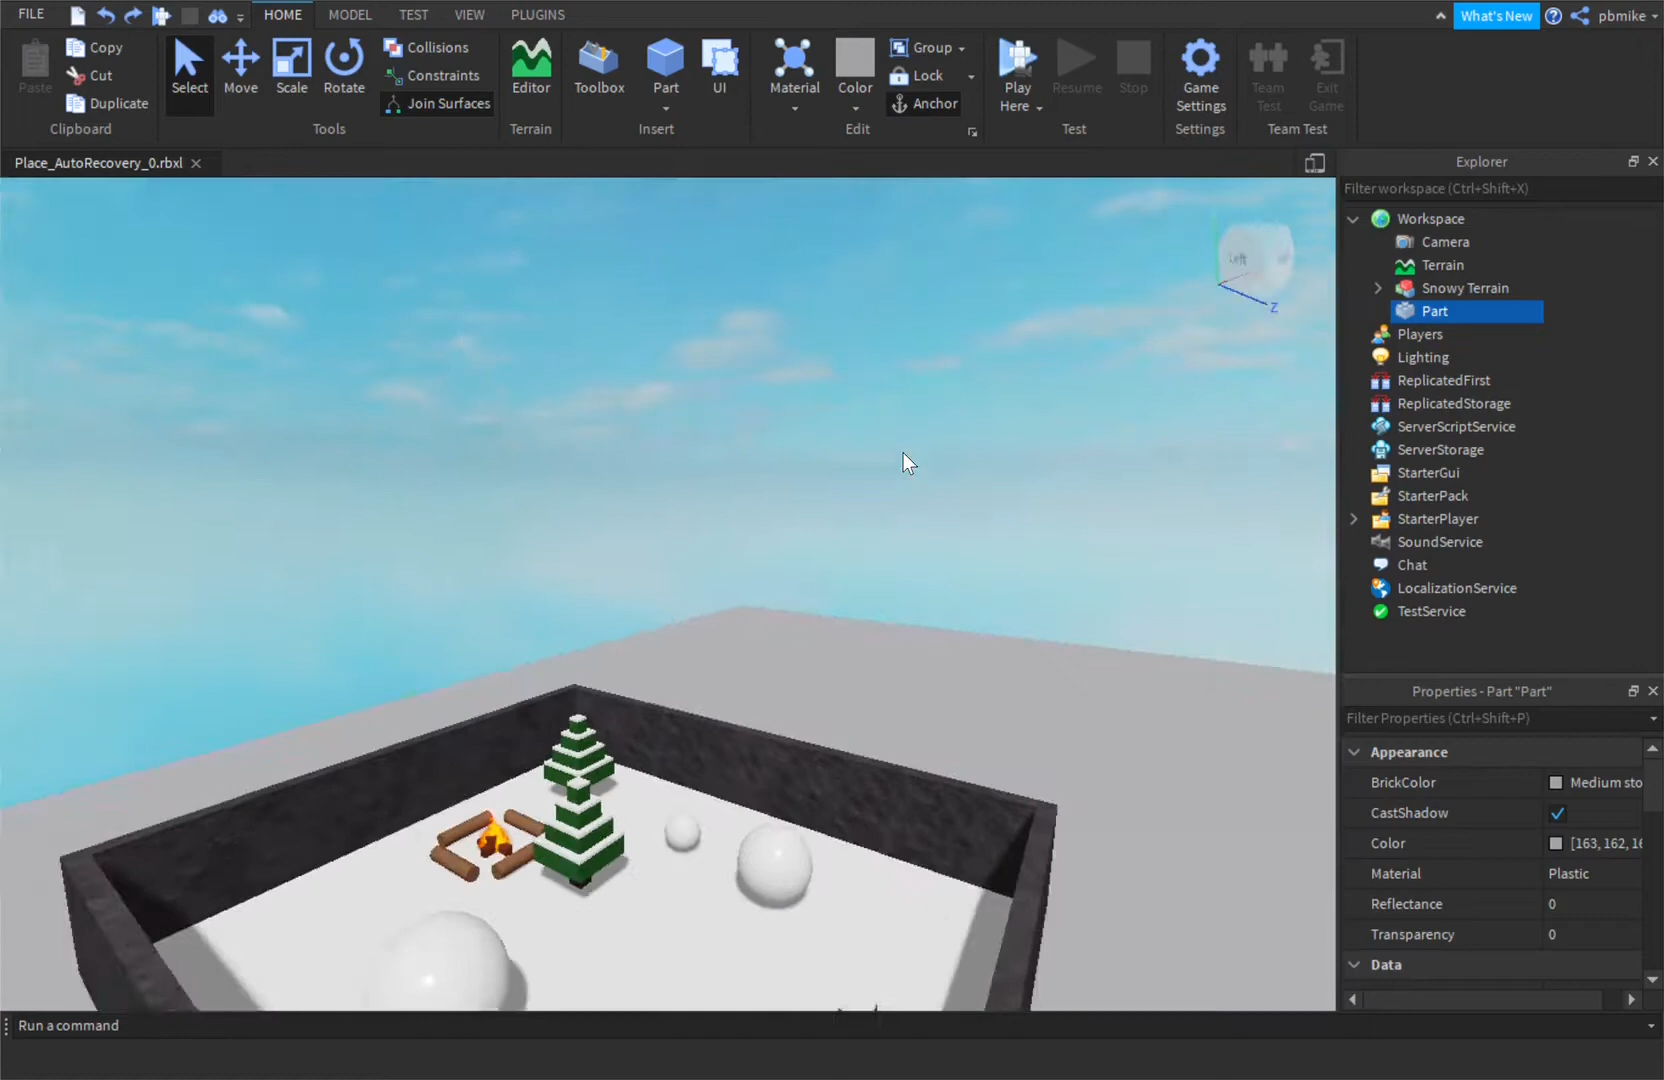 FILE HOME MODEL TEST VIEW PLUGINS What's New pbmike
Paste Copy Cut Duplicate Clipboard
Select Move Scale Rotate Collisions Constraints Join Surfaces Tools
Editor Terrain
Toolbox Part UI Insert
Material Color Group Lock Anchor Edit
Play Here Resume Stop Test
Game Settings Settings
Team Test Exit Game Team Test
Place_AutoRecovery_0.rbxl
Explorer
Filter workspace (Ctrl+Shift+X)
Workspace
Camera
Terrain
Snowy Terrain
Part
Players
Lighting
ReplicatedFirst
ReplicatedStorage
ServerScriptService
ServerStorage
StarterGui
StarterPack
StarterPlayer
SoundService
Chat
LocalizationService
TestService
Left
Z
Properties - Part "Part"
Filter Properties (Ctrl+Shift+P)
Appearance
BrickColor Medium sto
CastShadow
Color [163, 162, 16
Material Plastic
Reflectance 0
Transparency 0
Data
Run a command